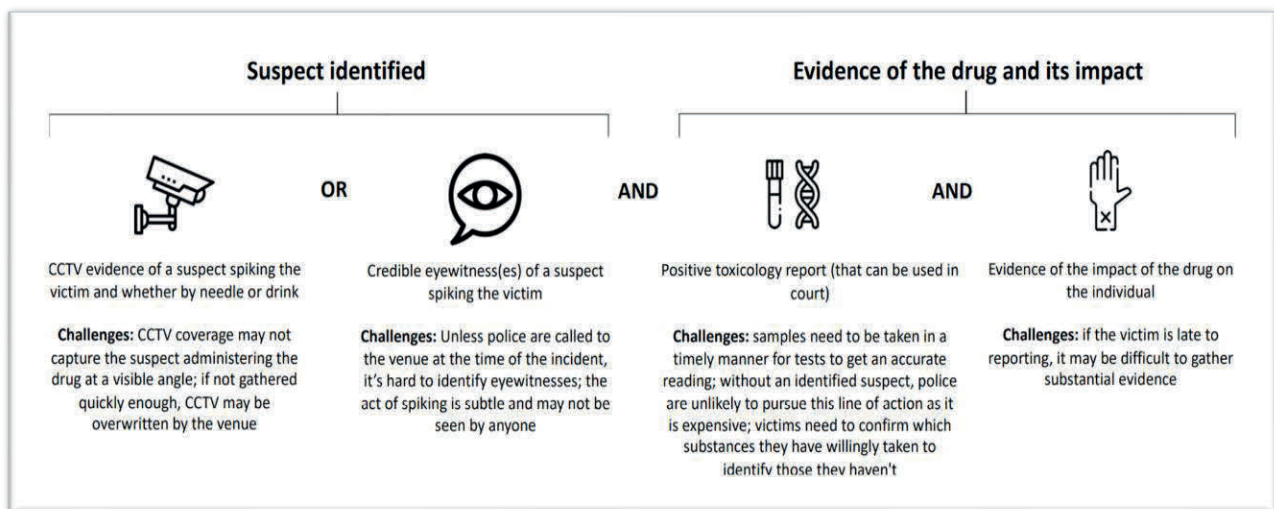 Suspect identified
Evidence of the drug and its impact
OR
AND
AND
CCTV evidence of a suspect spiking the
victim and whether by needle or drink
Challenges: CCTV coverage may not
capture the suspect administering the
drug at a visible angle; if not gathered
quickly enough, CCTV may be
overwritten by the venue
Credible eyewitness(es) of a suspect
spiking the victim
Challenges: Unless police are called to
the venue at the time of the incident,
it's hard to identify eyewitnesses; the
act of spiking is subtle and may not be
seen by anyone
Positive toxicology report (that can be used in
court)
Challenges: samples need to be taken in a
timely manner for tests to get an accurate
reading; without an identified suspect, police
are unlikely to pursue this line of action as it
is expensive; victims need to confirm which
substances they have willingly taken to
identify those they haven't
Evidence of the impact of the drug on
the individual
Challenges: if the victim is late to
reporting, it may be difficult to gather
substantial evidence